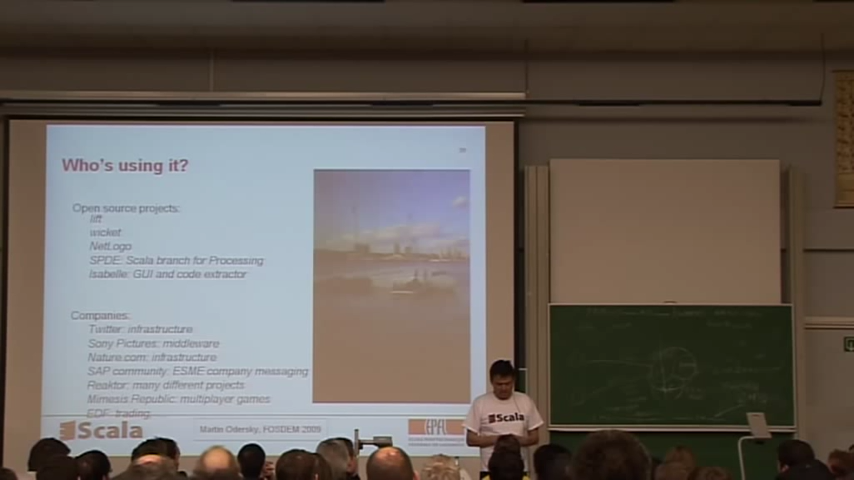 Who's using it?
Open source projects:
lift
wicket
NetLogo
SPDE: Scala branch for Processing
Isabelle: GUI and code extractor
Companies:
Twitter: infrastructure
Sony Pictures: middleware
Nature.com: infrastructure
SAP community: ESME company messaging
Reaktor: many different projects
Mimesis Republic: multiplayer games
EDF: trading
Scala
Martin Odersky, FOSDEM 2009
EPFL
Scala